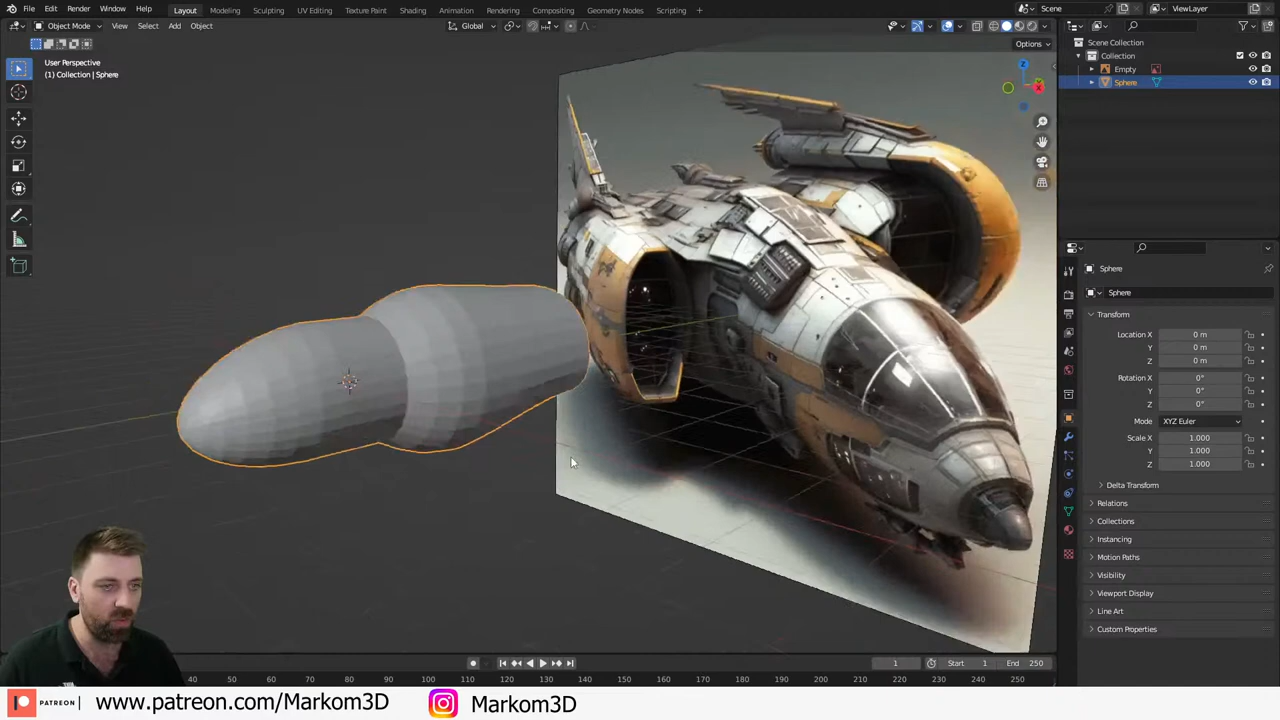 File Edit Render Window Help Layout Modeling Sculpting UV Editing Texture Paint Shading Animation Rendering Compositing Geometry Nodes Scripting + Scene ViewLayer
Object Mode View Select Add Object Global
Options
User Perspective
(1) Collection | Sphere
Z
Scene Collection
Collection
Empty
Sphere
Sphere
Sphere
Transform
Location X 0 m
Y 0 m
Z 0 m
Rotation X 0°
Y 0°
Z 0°
Mode XYZ Euler
Scale X 1.000
Y 1.000
Z 1.000
Delta Transform
Relations
Collections
Instancing
Motion Paths
Visibility
Viewport Display
Line Art
Custom Properties
1 Start 1 End 250
40 50 60 70 80 90 100 110 120 130 140 150 160 170 180 190 200 210 220 230 240 250
PATREON www.patreon.com/Markom3D Markom3D